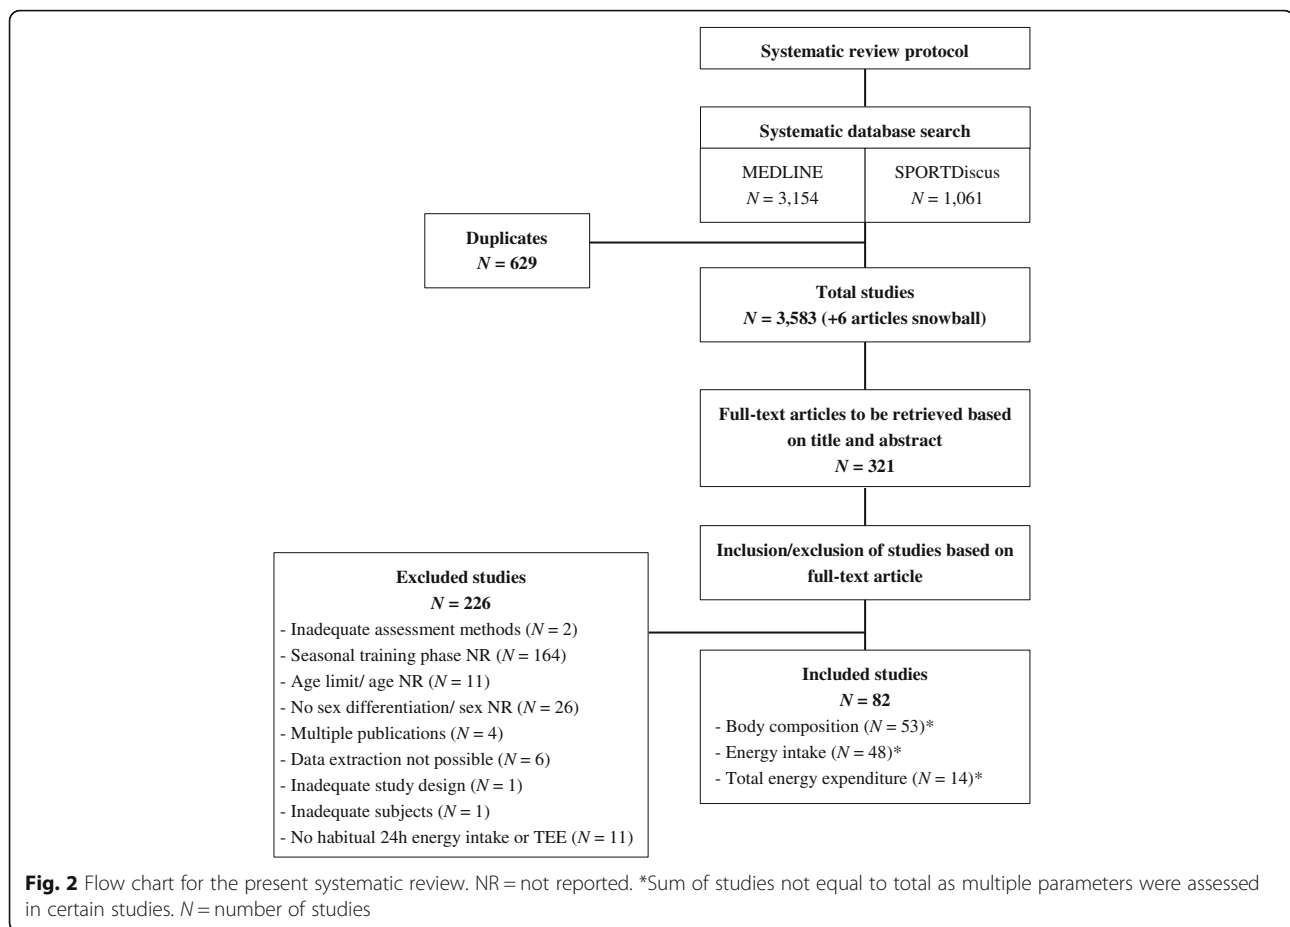 Systematic review protocol
Systematic database search
MEDLINE
N = 3,154
SPORTDiscus
N = 1,061
Duplicates
N = 629
Total studies
N = 3,583 (+6 articles snowball)
Full-text articles to be retrieved based
on title and abstract
N = 321
Inclusion/exclusion of studies based on
full-text article
Excluded studies
N = 226
- Inadequate assessment methods (N = 2)
- Seasonal training phase NR (N = 164)
- Age limit/ age NR (N = 11)
- No sex differentiation/ sex NR (N = 26)
- Multiple publications (N = 4)
- Data extraction not possible (N = 6)
- Inadequate study design (N = 1)
- Inadequate subjects (N = 1)
- No habitual 24h energy intake or TEE (N = 11)
Included studies
N = 82
- Body composition (N = 53)*
- Energy intake (N = 48)*
- Total energy expenditure (N = 14)*
Fig. 2 Flow chart for the present systematic review. NR = not reported. *Sum of studies not equal to total as multiple parameters were assessed
in certain studies. N = number of studies